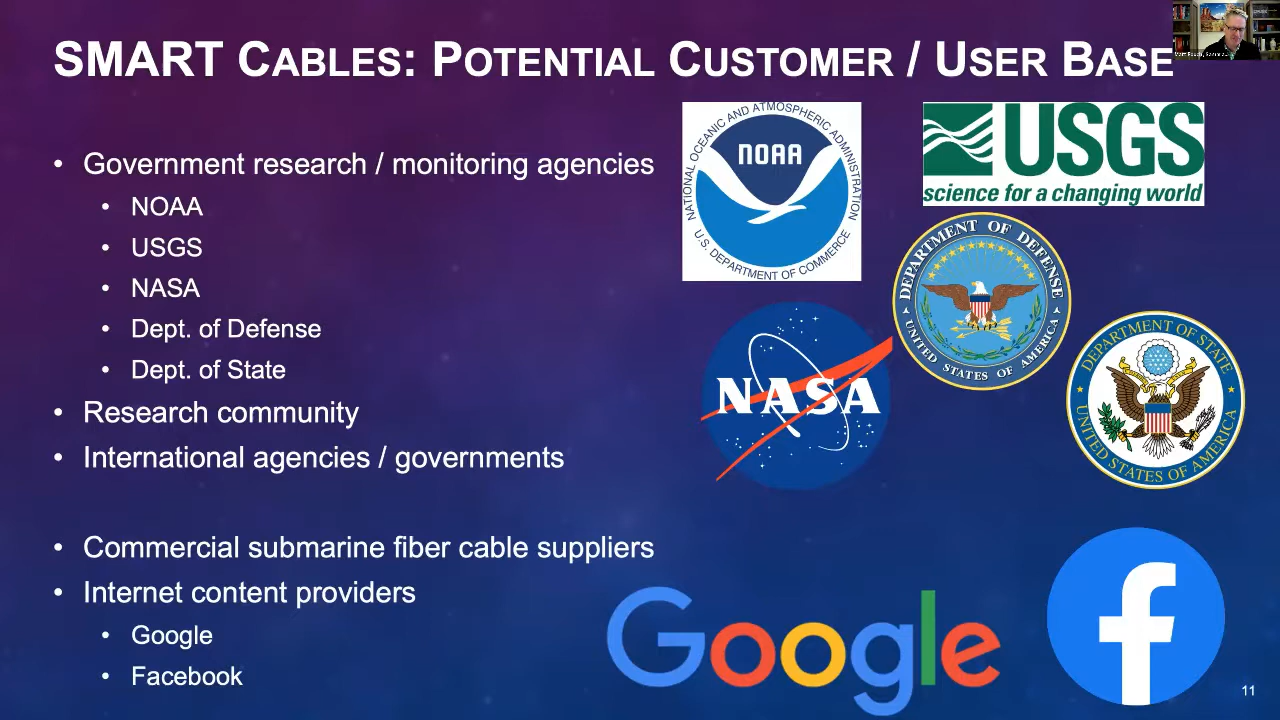 SMART CABLES: POTENTIAL CUSTOMER / USER BASE
• Government research / monitoring agencies
• NOAA
• USGS
• NASA
• Dept. of Defense
• Dept. of State
• Research community
• International agencies / governments
• Commercial submarine fiber cable suppliers
• Internet content providers
• Google
• Facebook
NATIONAL OCEANIC AND ATMOSPHERIC ADMINISTRATION
NOAA
U.S. DEPARTMENT OF COMMERCE
USGS
science for a changing world
DEPARTMENT OF DEFENSE
UNITED STATES OF AMERICA
NASA
DEPARTMENT OF STATE
UNITED STATES OF AMERICA
Google
f
11